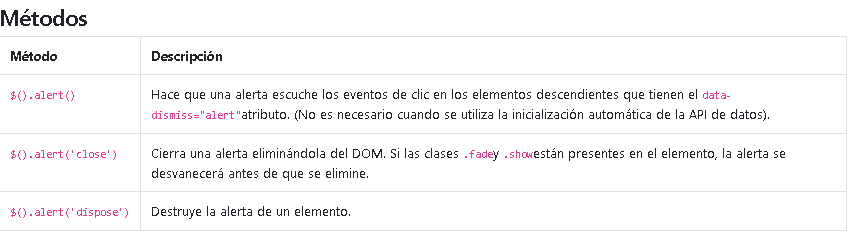 Métodos
Método Descripción
$().alert() Hace que una alerta escuche los eventos de clic en los elementos descendientes que tienen el data-
dismiss="alert"atributo. (No es necesario cuando se utiliza la inicialización automática de la API de datos).
$().alert('close') Cierra una alerta eliminándola del DOM. Si las clases .fadey .showestán presentes en el elemento, la alerta se
desvanecerá antes de que se elimine.
$().alert('dispose') Destruye la alerta de un elemento.